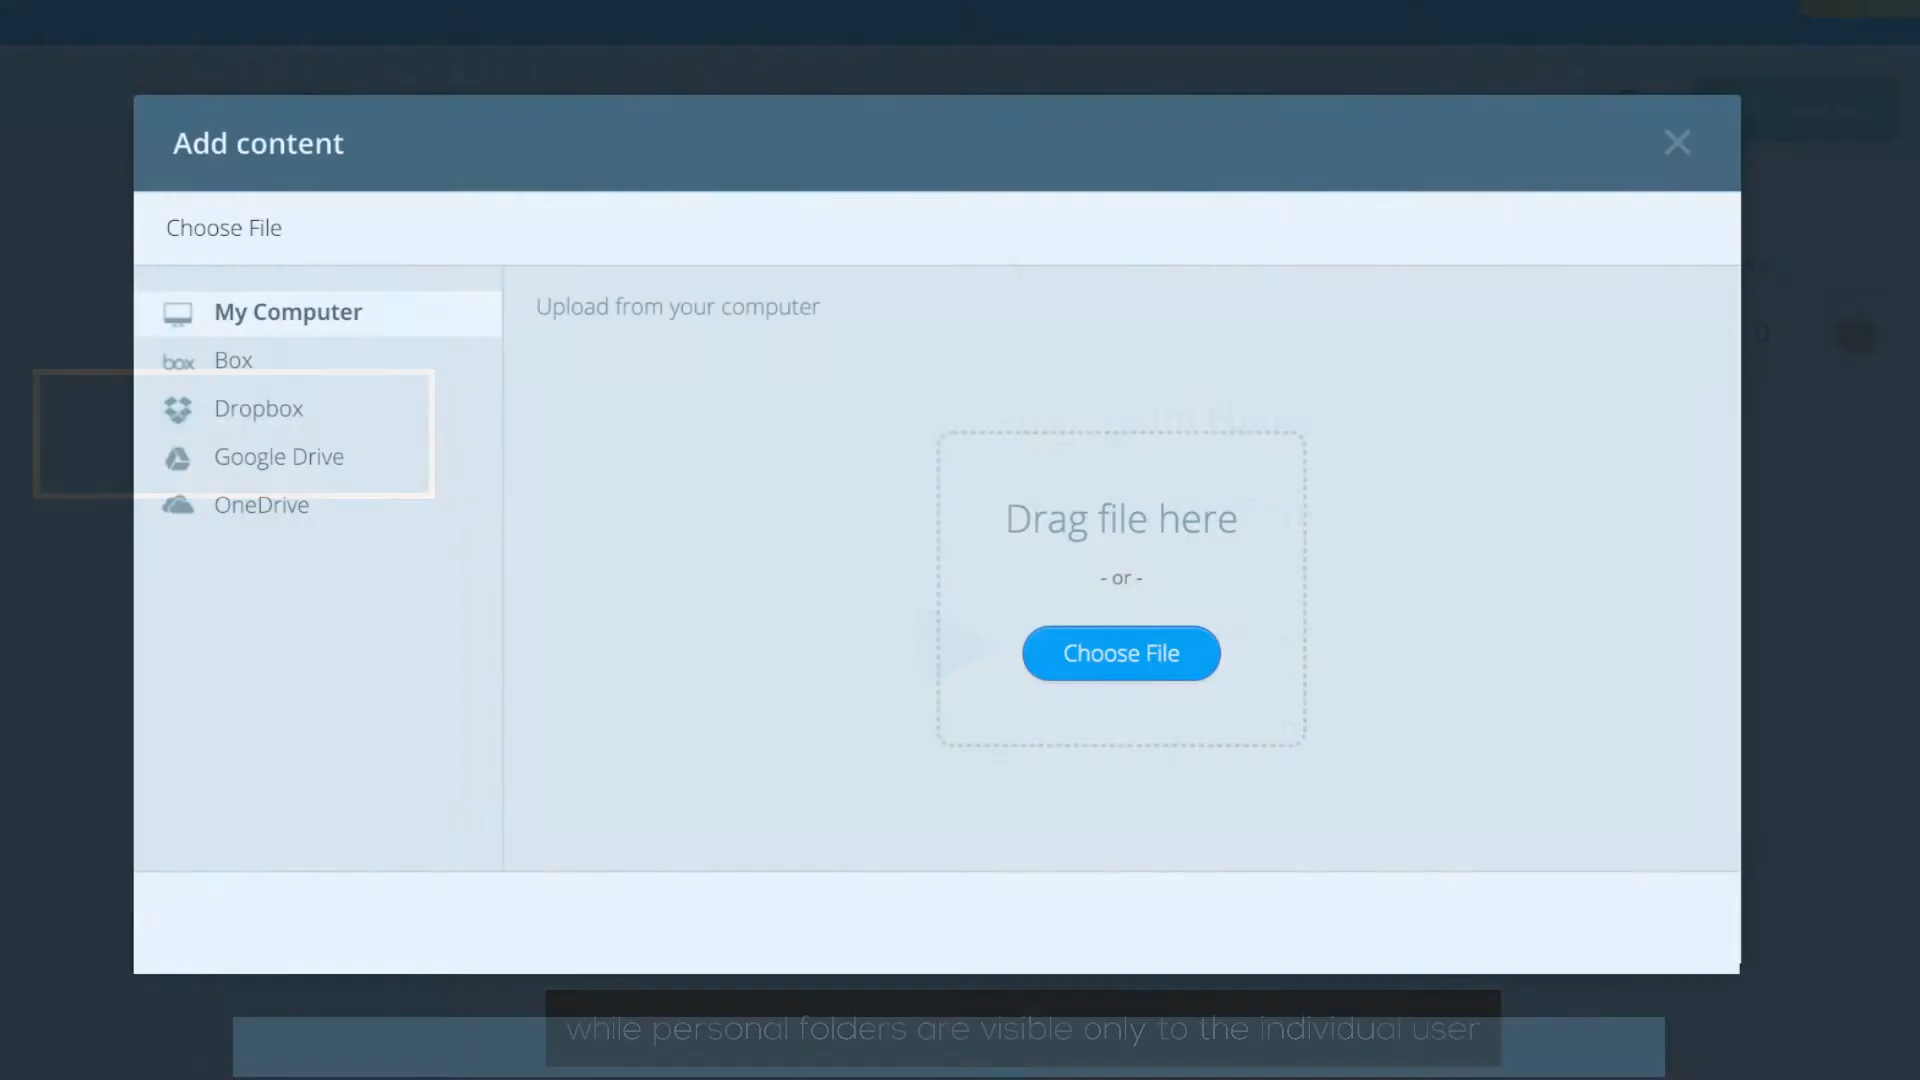 Add content
Choose File
My Computer
box Box
Dropbox
Google Drive
OneDrive
Upload from your computer
Drag file here
- or -
Choose File
while personal folders are visible only to the individual user